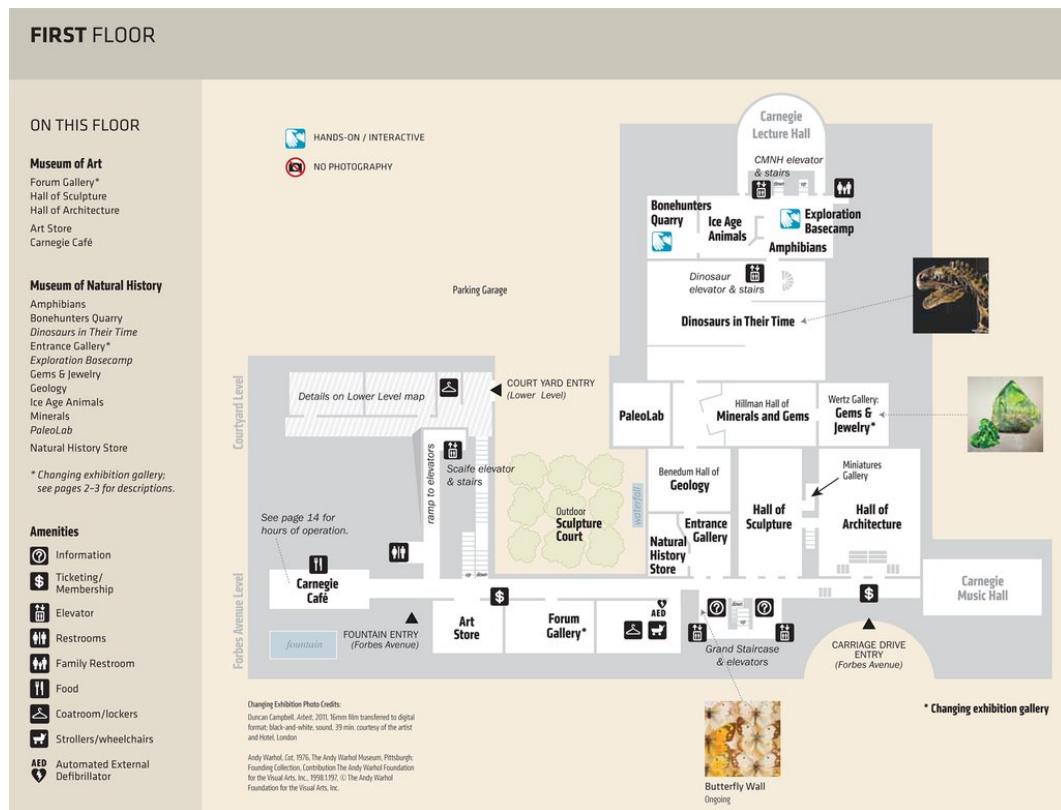 FIRST FLOOR
ON THIS FLOOR
Museum of Art
Forum Gallery*
Hall of Sculpture
Hall of Architecture
Art Store
Carnegie Café
Museum of Natural History
Amphibians
Bonehunters Quarry
Dinosaurs in Their Time
Entrance Gallery*
Exploration Basecamp
Gems & Jewelry
Geology
Ice Age Animals
Minerals
PaleoLab
Natural History Store
* Changing exhibition gallery;
see pages 2–3 for descriptions.
Amenities
Information
Ticketing/
Membership
Elevator
Restrooms
Family Restroom
Food
Coatroom/lockers
Strollers/wheelchairs
AED
Automated External
Defibrillator
HANDS-ON / INTERACTIVE
NO PHOTOGRAPHY
Carnegie
Lecture Hall
CMNH elevator
& stairs
down
up
Bonehunters
Quarry
Ice Age
Animals
Exploration
Basecamp
Amphibians
Dinosaur
elevator & stairs
Parking Garage
Dinosaurs in Their Time
Courtyard Level
Details on Lower Level map
COURT YARD ENTRY
(Lower Level)
PaleoLab
Hillman Hall of
Minerals and Gems
Wertz Gallery:
Gems &
Jewelry*
ramp to elevators
Scaife elevator
& stairs
Outdoor
Sculpture
Court
waterfall
Benedum Hall of
Geology
Miniatures
Gallery
Hall of
Sculpture
Hall of
Architecture
Entrance
Gallery
Natural
History
Store
See page 14 for
hours of operation.
Carnegie
Café
up
down
Carnegie
Music Hall
Forbes Avenue Level
fountain
FOUNTAIN ENTRY
(Forbes Avenue)
Art
Store
Forum
Gallery*
AED
down
up
Grand Staircase
& elevators
CARRIAGE DRIVE
ENTRY
(Forbes Avenue)
Changing Exhibition Photo Credits:
Duncan Campbell, Arbeit, 2011, 16mm film transferred to digital
format; black-and-white, sound, 39 min. courtesy of the artist
and Hotel, London
Andy Warhol, Cat, 1976, The Andy Warhol Museum, Pittsburgh;
Founding Collection, Contribution The Andy Warhol Foundation
for the Visual Arts, Inc., 1998.1.197, © The Andy Warhol
Foundation for the Visual Arts, Inc.
Butterfly Wall
Ongoing
* Changing exhibition gallery